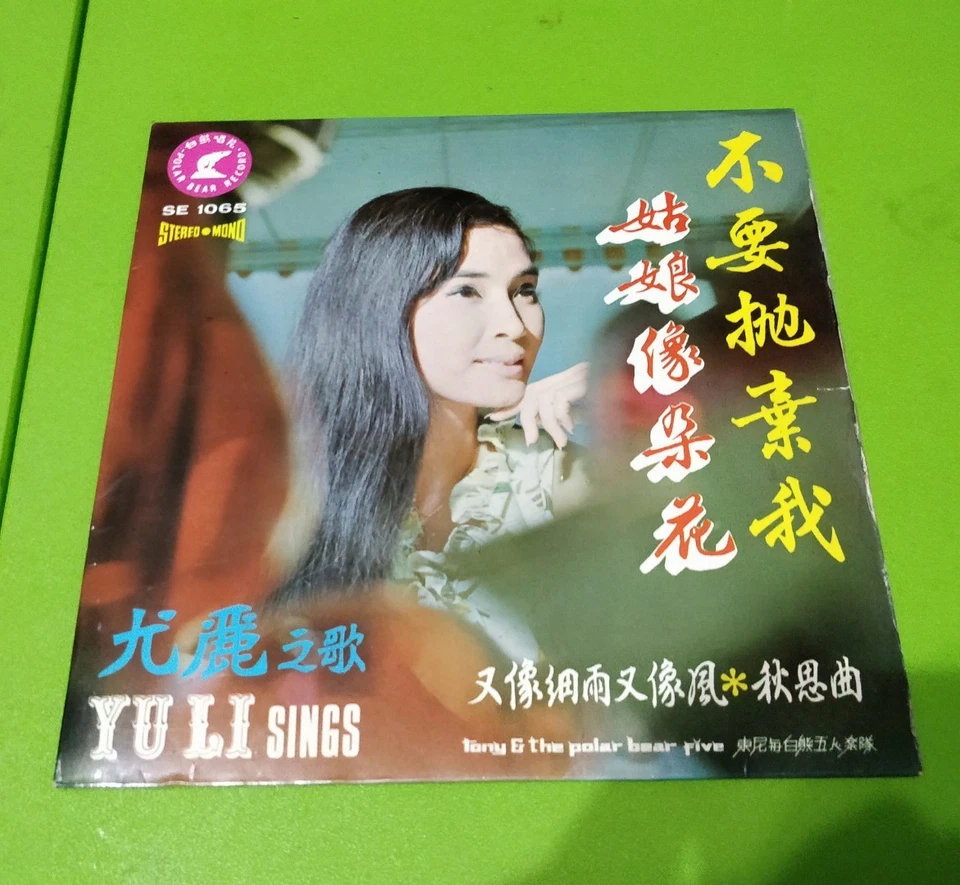 白熊唱片
POLAR BEAR RECORD
SE 1065
STEREO●MONO
不要抛棄我
姑娘像朵花
尤麗之歌
YU LI SINGS
又像細雨又像風*秋思曲
Tony & the polar bear five 東尼與白熊五人樂隊